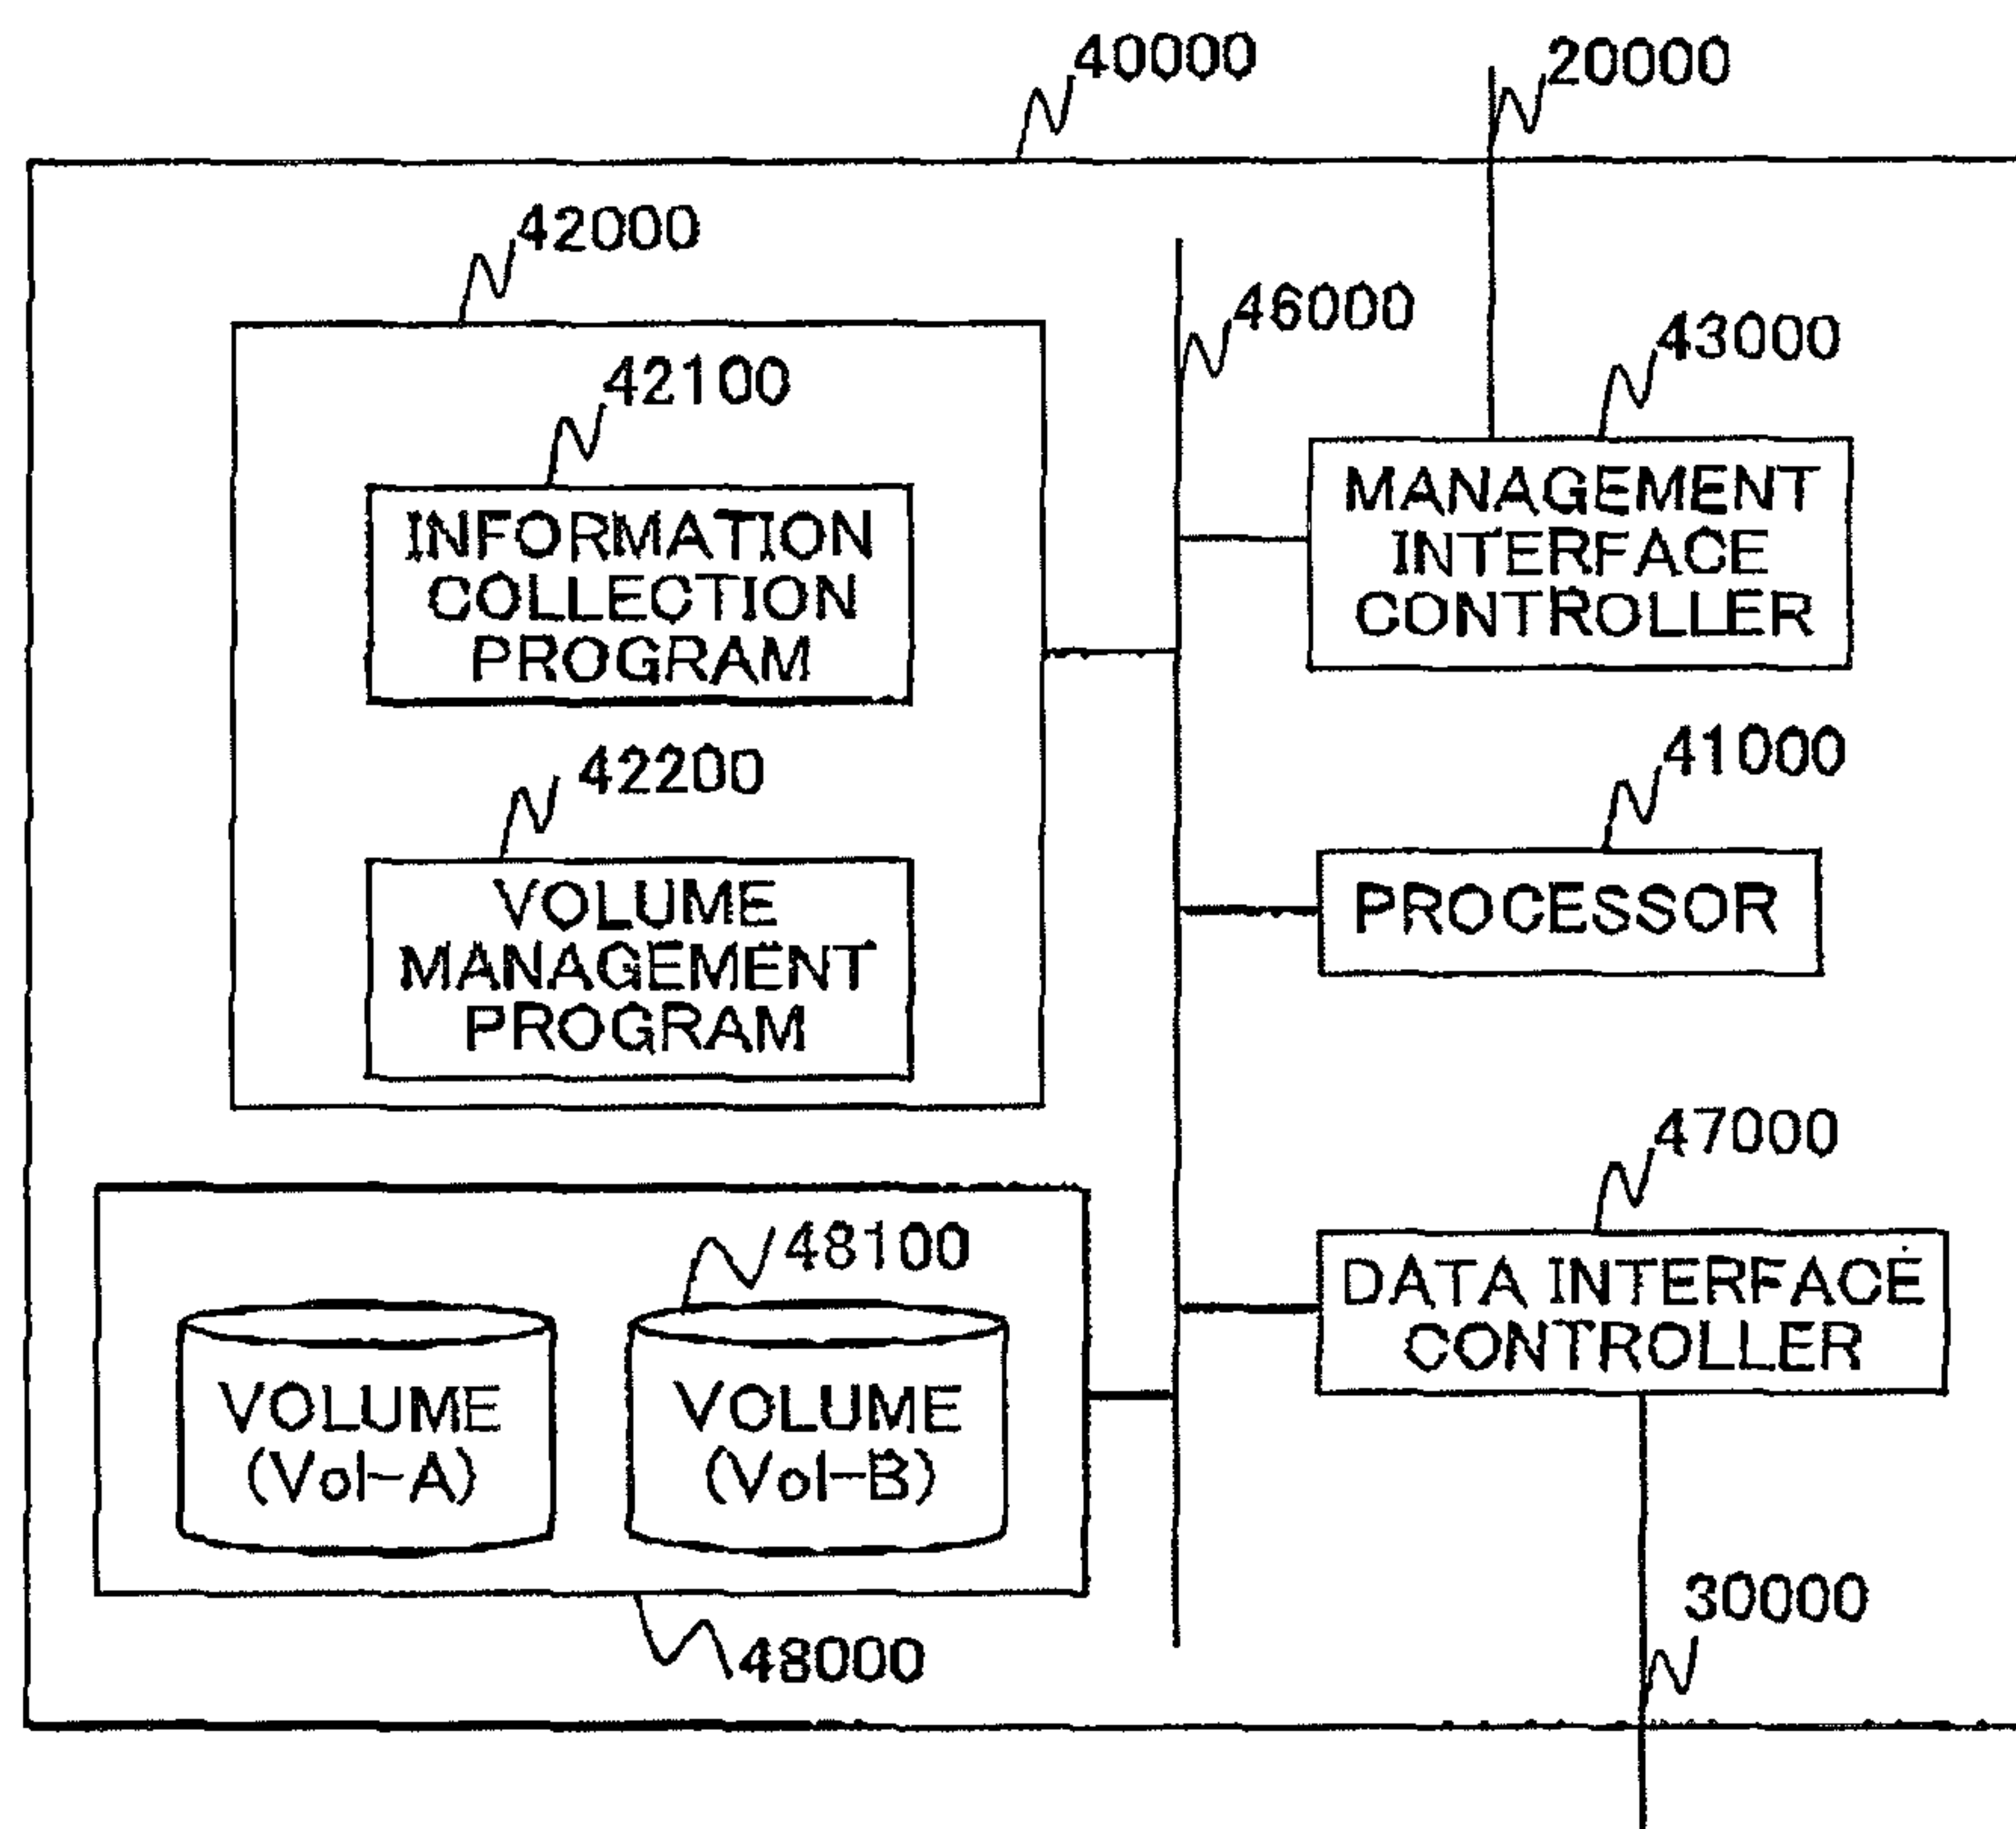 40000
20000
42000
46000
43000
42100
MANAGEMENT
INTERFACE
CONTROLLER
INFORMATION
COLLECTION
PROGRAM
41000
42200
PROCESSOR
VOLUME
MANAGEMENT
PROGRAM
47000
48100
DATA INTERFACE
CONTROLLER
VOLUME
(Vol-A)
VOLUME
(Vol-B)
30000
48000